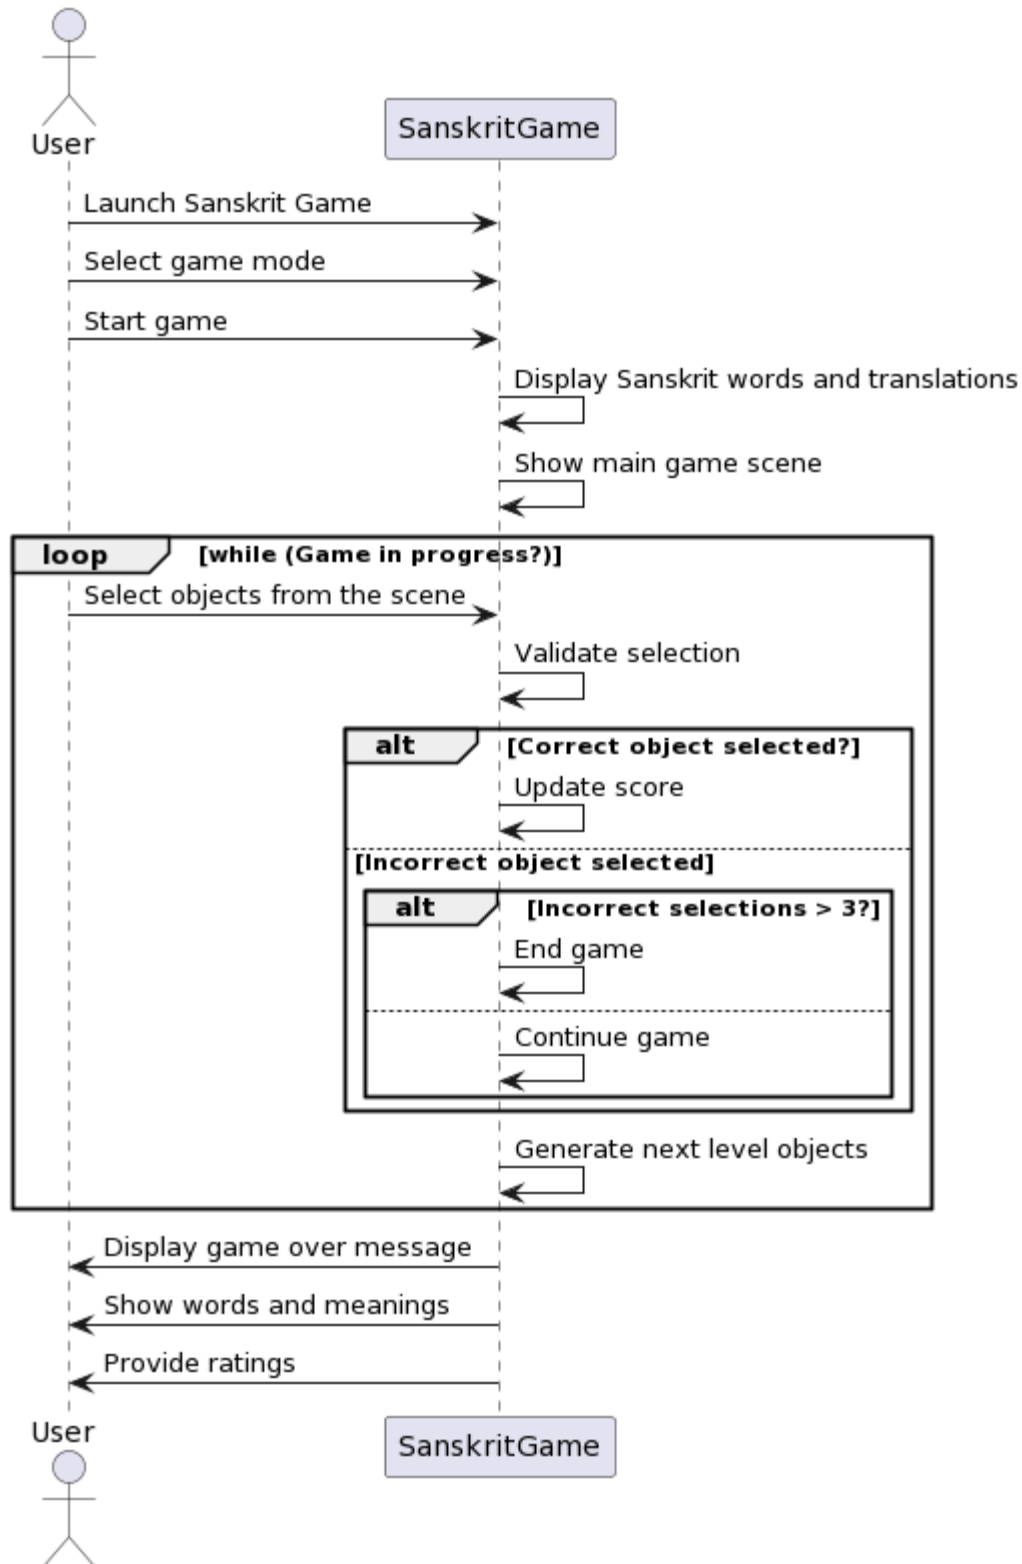 User
SanskritGame
Launch Sanskrit Game
Select game mode
Start game
Display Sanskrit words and translations
Show main game scene
loop [while (Game in progress?)]
Select objects from the scene
Validate selection
alt [Correct object selected?]
Update score
[Incorrect object selected]
alt [Incorrect selections > 3?]
End game
Continue game
Generate next level objects
Display game over message
Show words and meanings
Provide ratings
User
SanskritGame